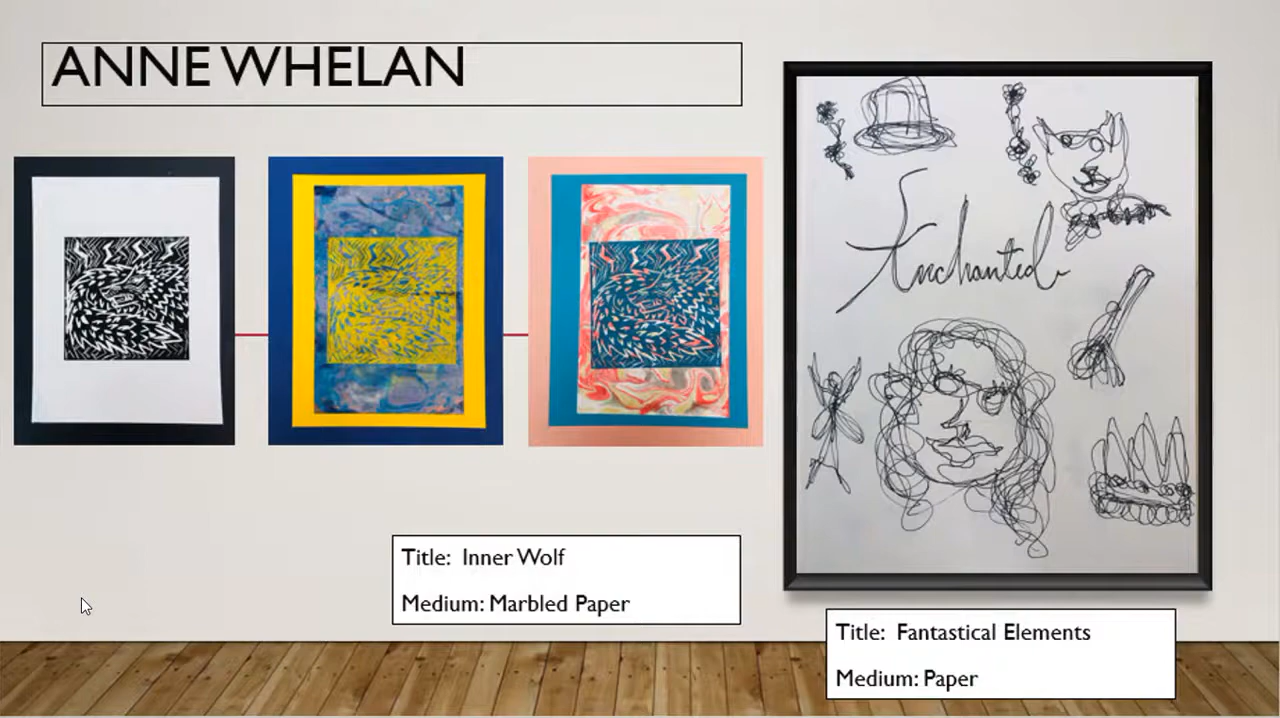 ANNE WHELAN
Enchanted
Title: Inner Wolf
Medium: Marbled Paper
Title: Fantastical Elements
Medium: Paper